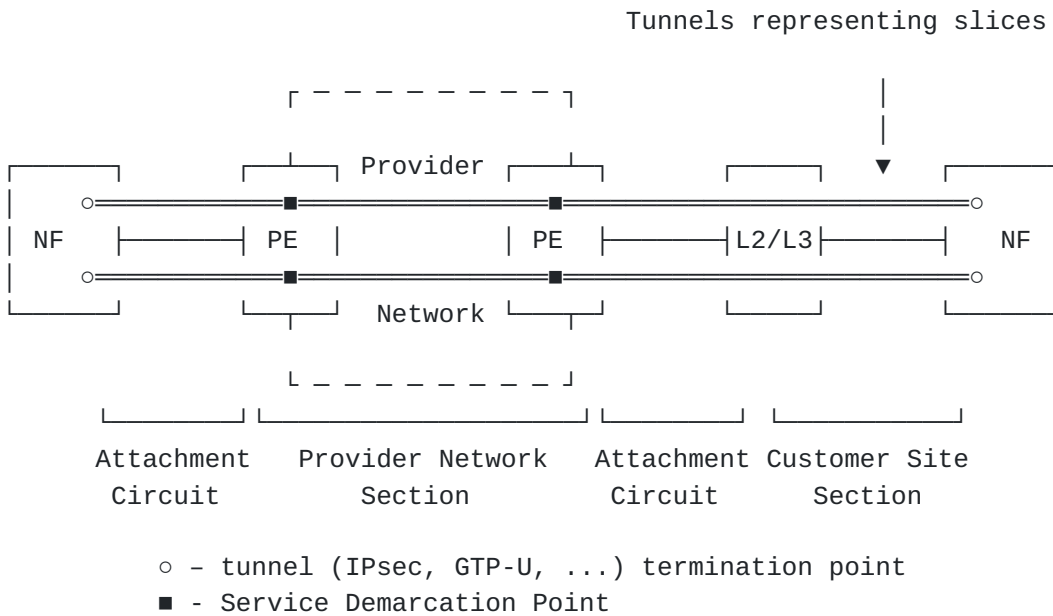 Tunnels representing slices
Provider
NF PE PE L2/L3 NF
Network
Attachment Provider Network Attachment Customer Site
Circuit Section Circuit Section
○ – tunnel (IPsec, GTP-U, ...) termination point
■ - Service Demarcation Point